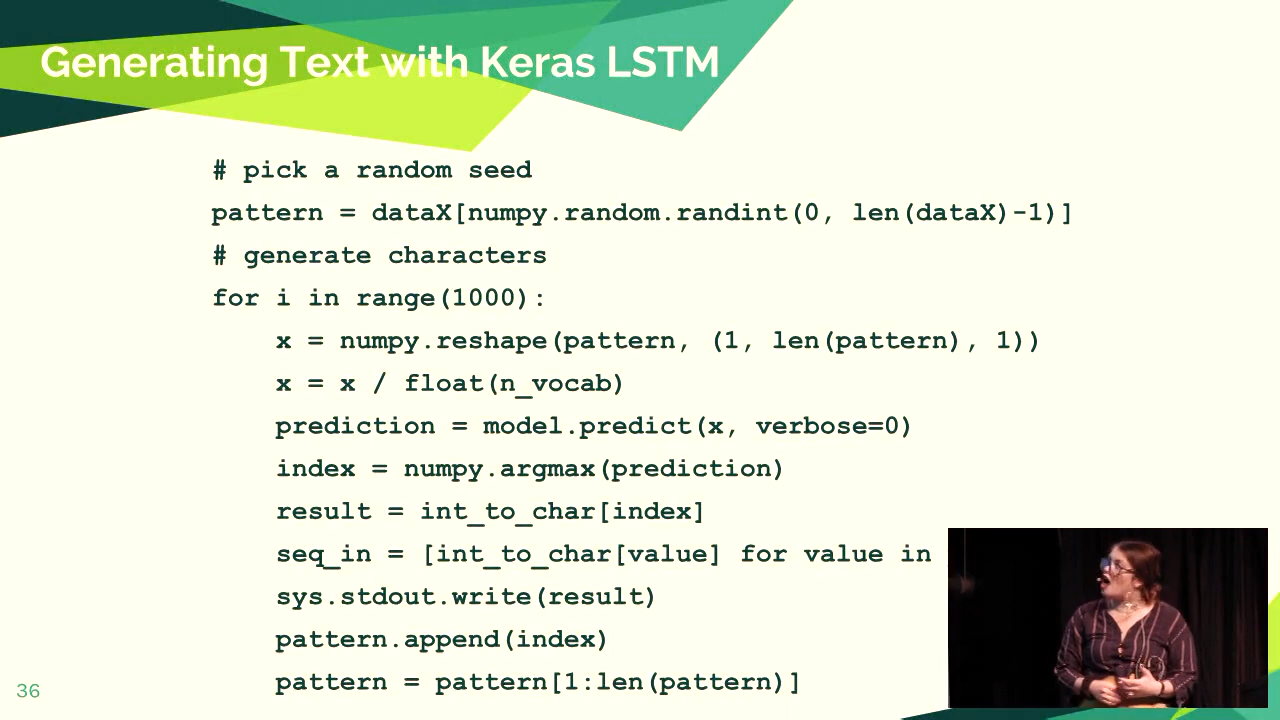 Generating Text with Keras LSTM
# pick a random seed
pattern = dataX[numpy.random.randint(0, len(dataX)-1)]
# generate characters
for i in range(1000):
x = numpy.reshape(pattern, (1, len(pattern), 1))
x = x / float(n_vocab)
prediction = model.predict(x, verbose=0)
index = numpy.argmax(prediction)
result = int_to_char[index]
seq_in = [int_to_char[value] for value in
sys.stdout.write(result)
pattern.append(index)
pattern = pattern[1:len(pattern)]
36